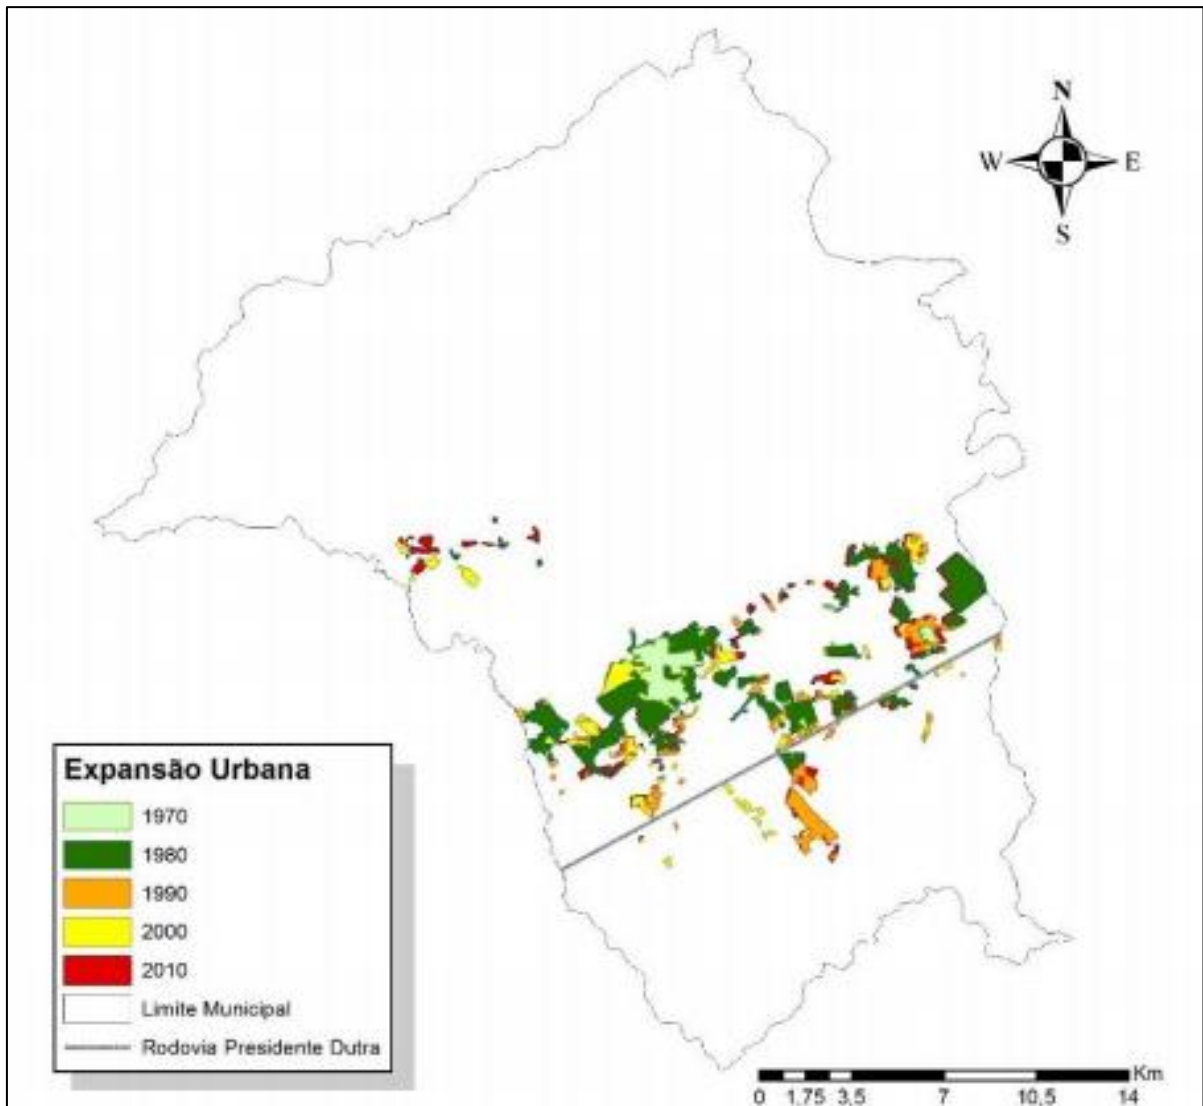 N
W E
S
Expansão Urbana
1970
1980
1990
2000
2010
Limite Municipal
Rodovia Presidente Dutra
Km
0 1,75 3,5 7 10,5 14